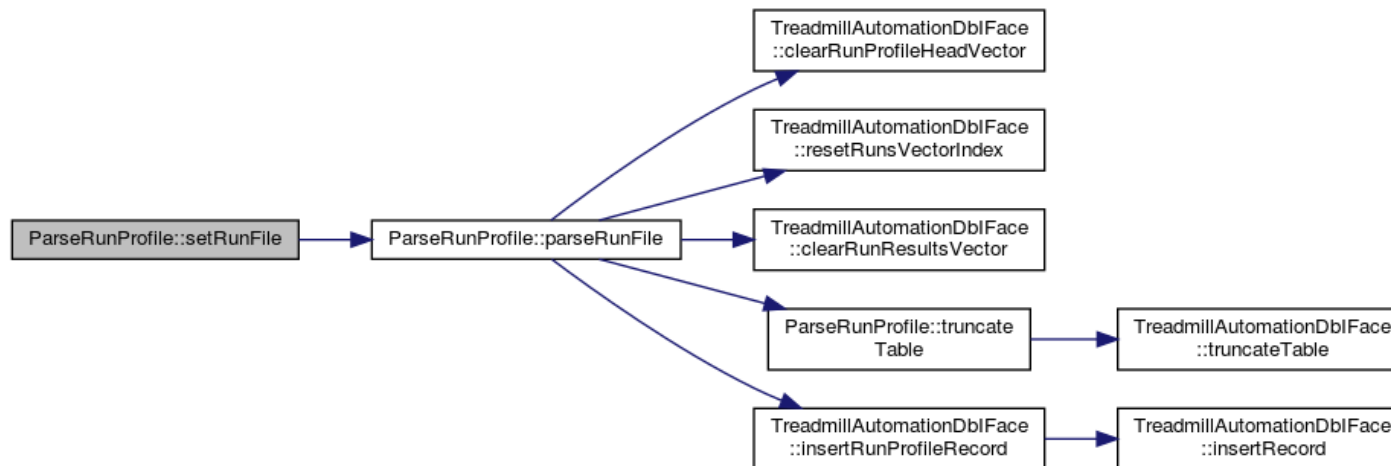 TreadmillAutomationDbIFace
::clearRunProfileHeadVector
TreadmillAutomationDbIFace
::resetRunsVectorIndex
ParseRunProfile::setRunFile
ParseRunProfile::parseRunFile
TreadmillAutomationDbIFace
::clearRunResultsVector
ParseRunProfile::truncate
Table
TreadmillAutomationDbIFace
::truncateTable
TreadmillAutomationDbIFace
::insertRunProfileRecord
TreadmillAutomationDbIFace
::insertRecord